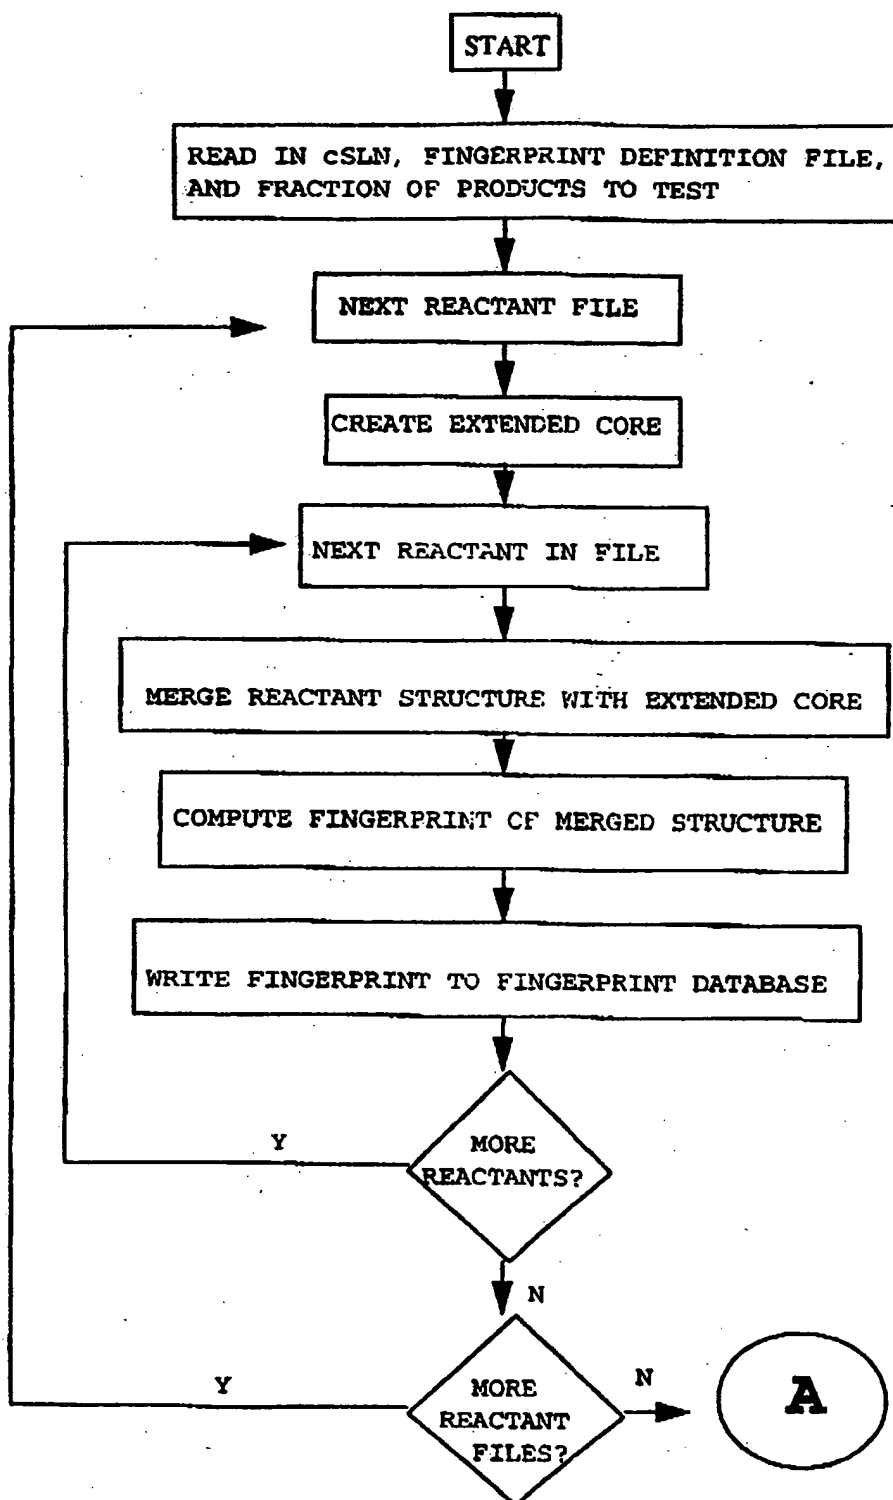 START
READ IN cSLN, FINGERPRINT DEFINITION FILE,
AND FRACTION OF PRODUCTS TO TEST
NEXT REACTANT FILE
CREATE EXTENDED CORE
NEXT REACTANT IN FILE
MERGE REACTANT STRUCTURE WITH EXTENDED CORE
COMPUTE FINGERPRINT OF MERGED STRUCTURE
WRITE FINGERPRINT TO FINGERPRINT DATABASE
Y
MORE
REACTANTS?
N
Y
MORE
REACTANT
FILES?
N
A